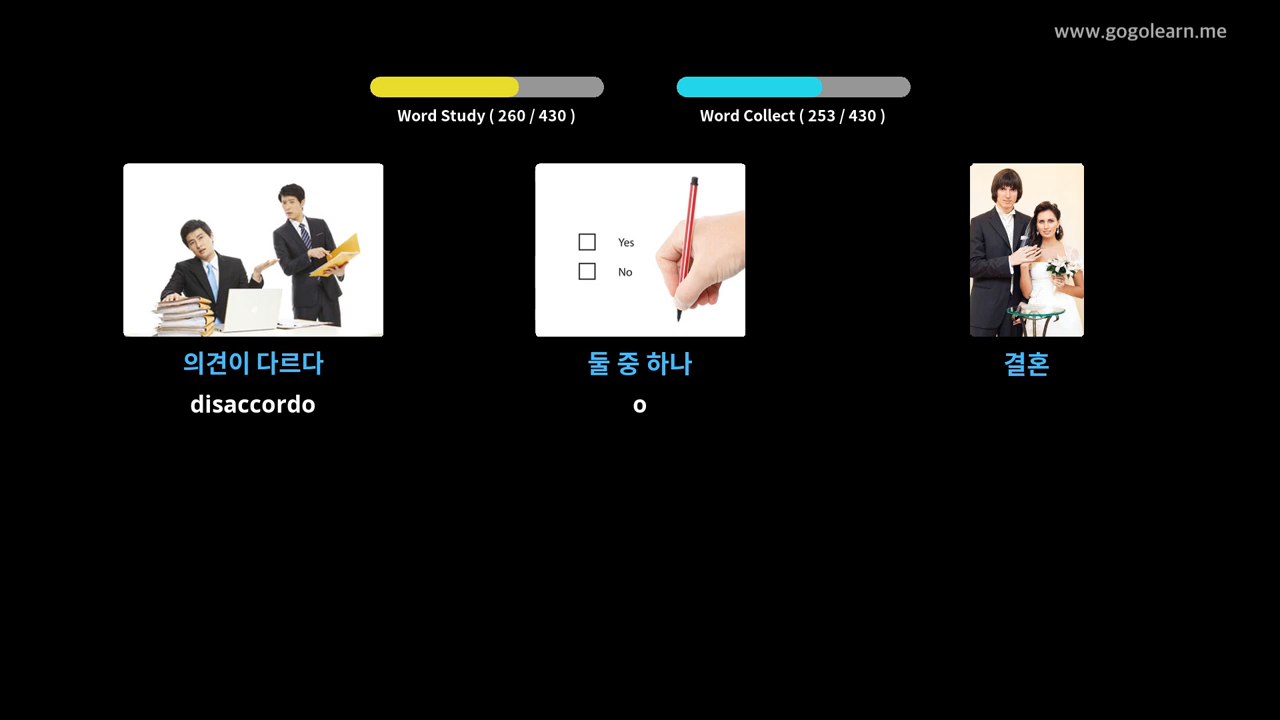 www.gogolearn.me
Word Study ( 260 / 430 )
Word Collect ( 253 / 430 )
Yes
No
의견이 다르다
둘 중 하나
결혼
disaccordo
o